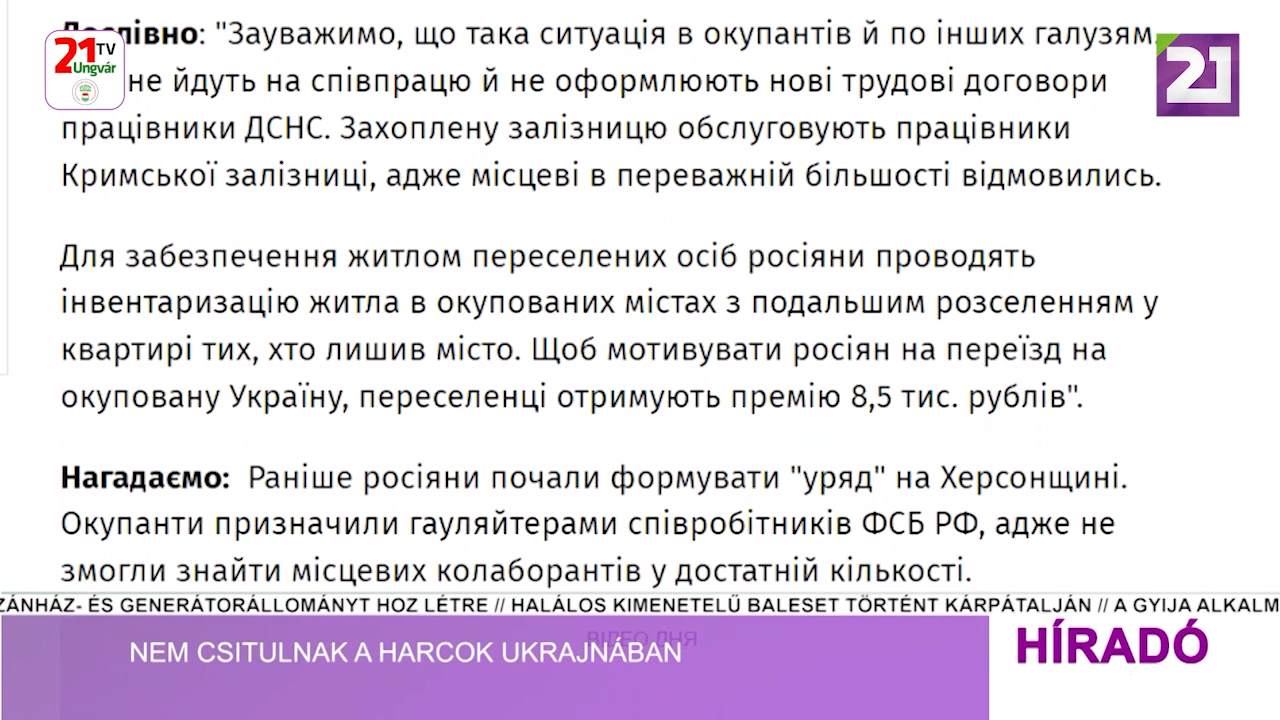 21 TV
Ungvár
21
Дослівно: "Зауважимо, що така ситуація в окупантів й по інших галузям.
не йдуть на співпрацю й не оформлюють нові трудові договори
працівники ДСНС. Захоплену залізницю обслуговують працівники
Кримської залізниці, адже місцеві в переважній більшості відмовились.
Для забезпечення житлом переселених осіб росіяни проводять
інвентаризацію житла в окупованих містах з подальшим розселенням у
квартирі тих, хто лишив місто. Щоб мотивувати росіян на переїзд на
окуповану Україну, переселенці отримують премію 8,5 тис. рублів".
Нагадаємо: Раніше росіяни почали формувати "уряд" на Херсонщині.
Окупанти призначили гауляйтерами співробітників ФСБ РФ, адже не
змогли знайти місцевих колаборантів у достатній кількості.
ZÁNHÁZ- ÉS GENERÁTORÁLLOMÁNYT HOZ LÉTRE // HALÁLOS KIMENETELŰ BALESET TÖRTÉNT KÁRPÁTALJÁN // A GYIJA ALKALM
ВІДЕО ДНЯ
NEM CSITULNAK A HARCOK UKRAJNÁBAN
HÍRADÓ